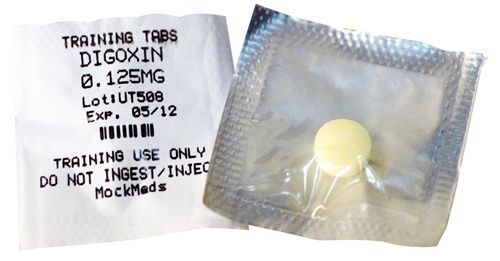 TRAINING TABS
DIGOXIN
0.125MG
Lot:UT508
Exp. 05/12
TRAINING USE ONLY
DO NOT INGEST/INJEC
MockMeds